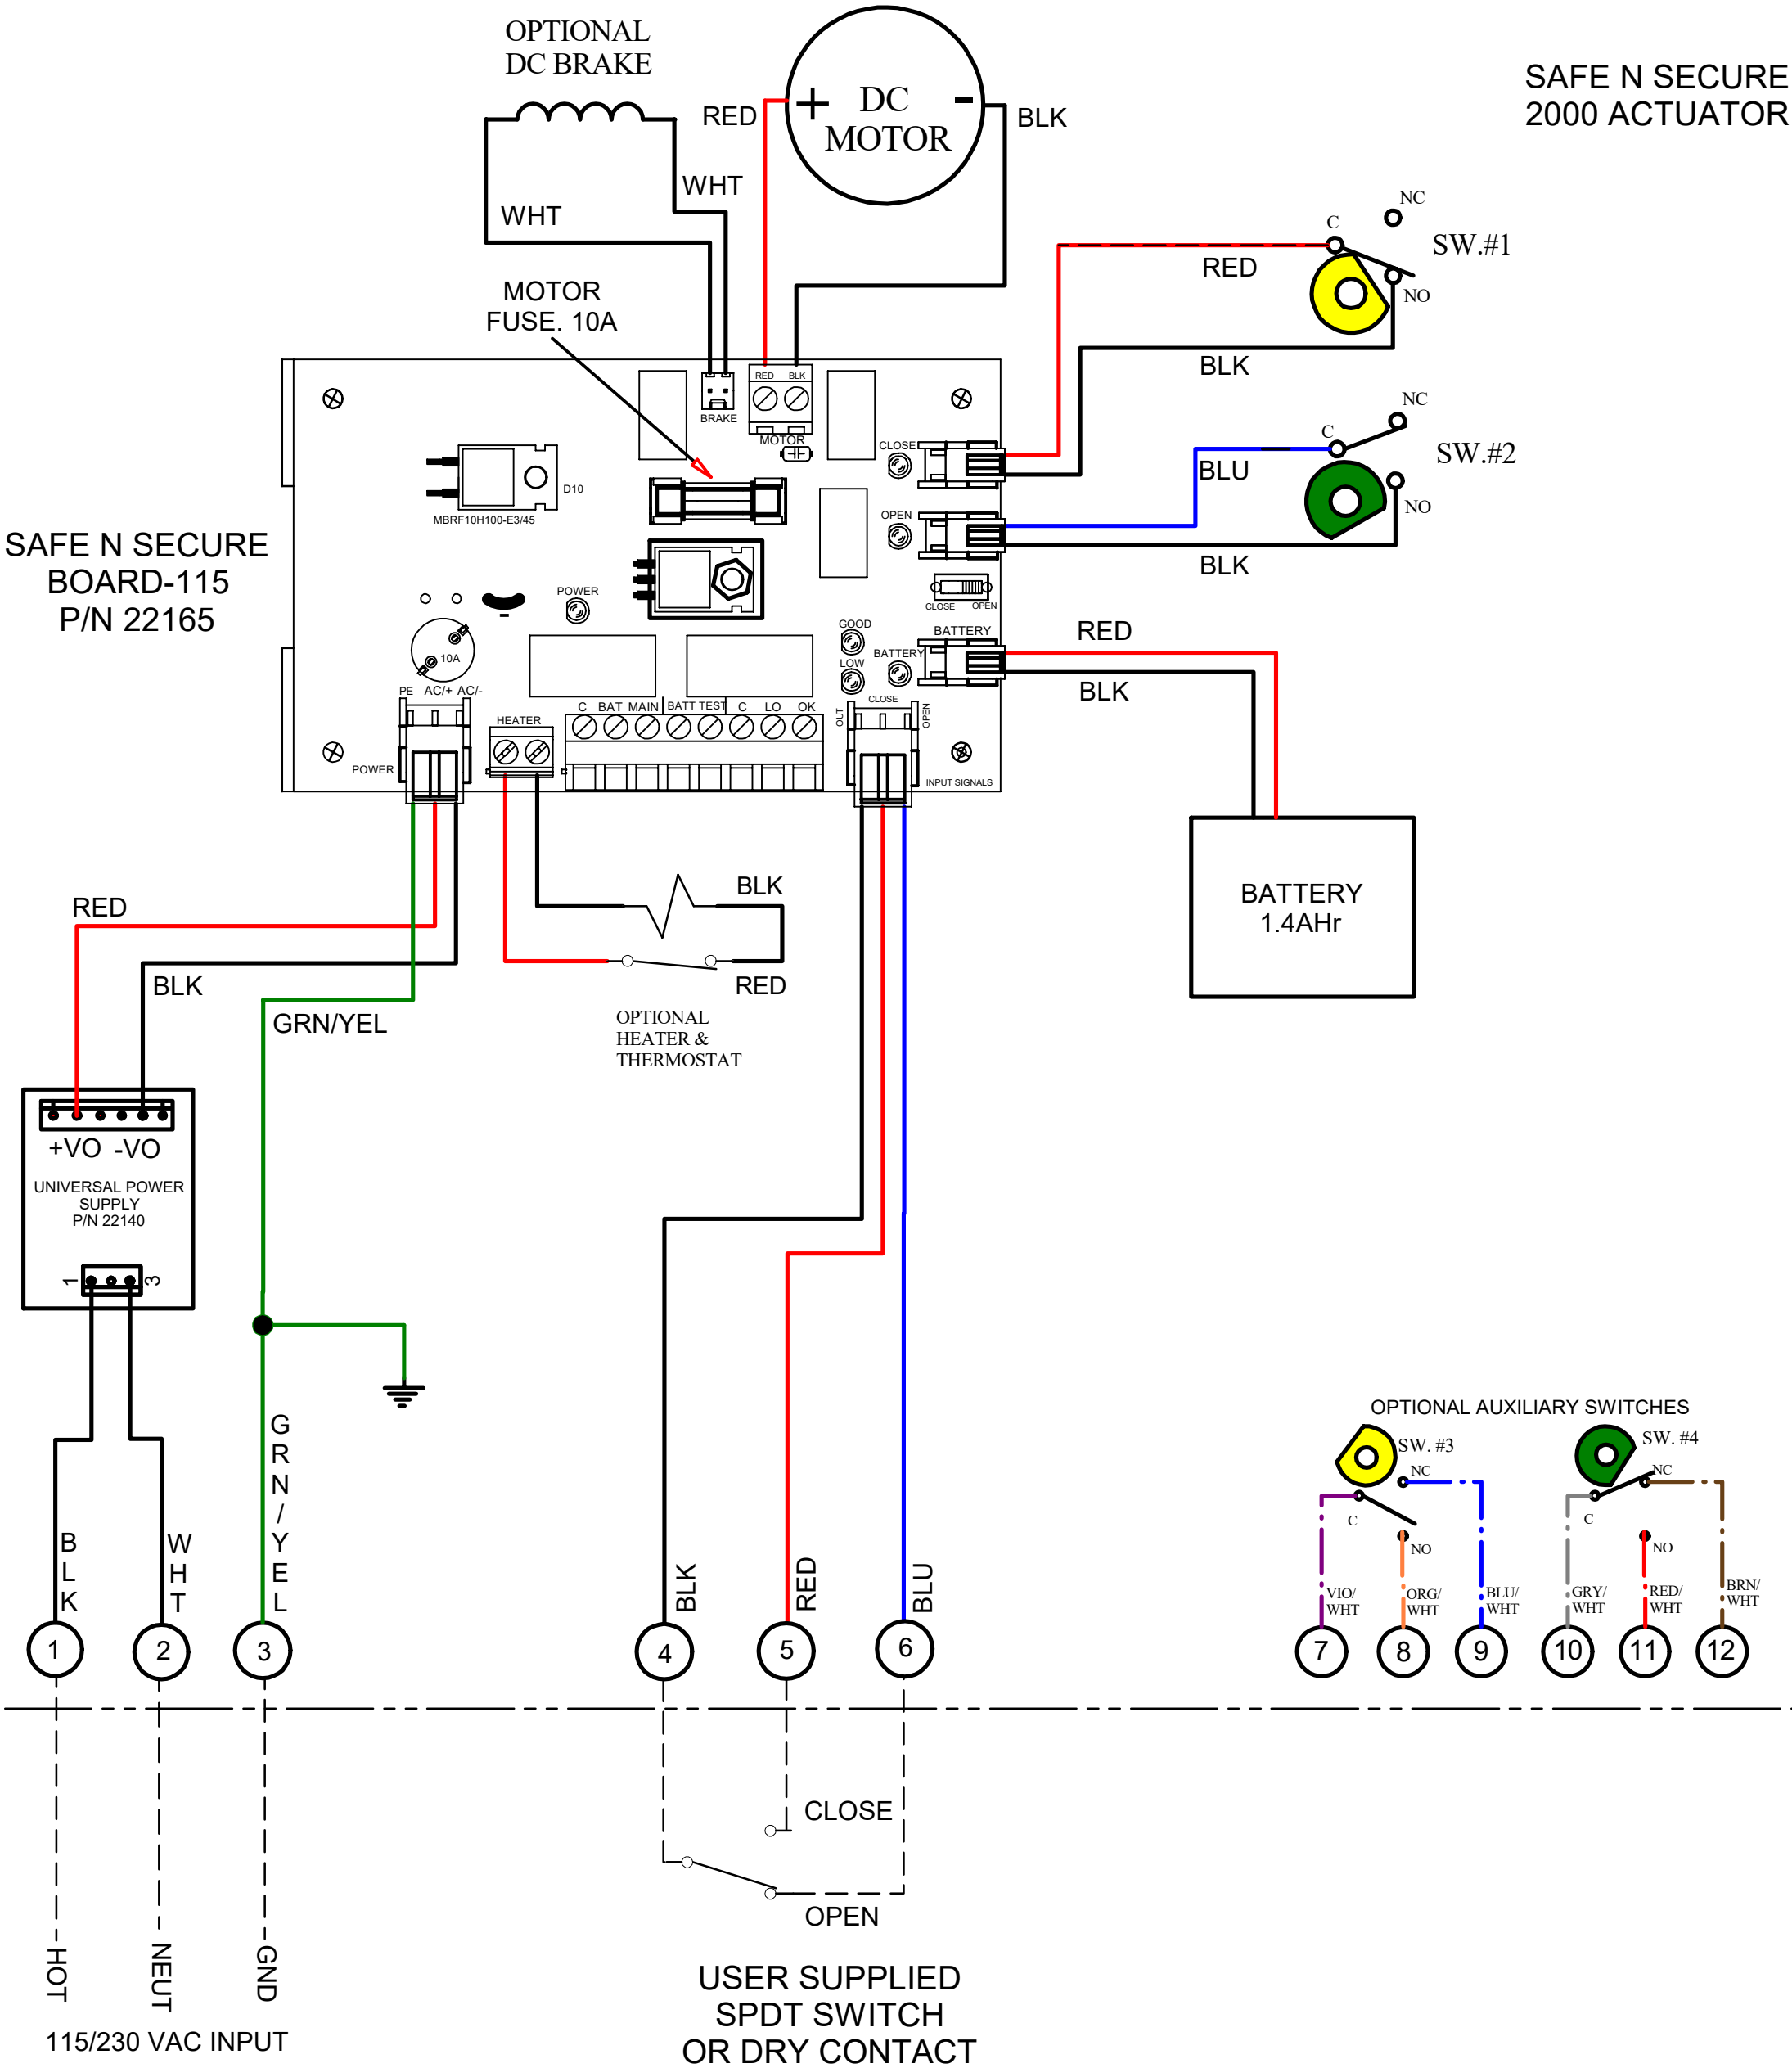 OPTIONAL
DC BRAKE
SAFE N SECURE
2000 ACTUATOR
RED
+ DC -
MOTOR
BLK
WHT
WHT
MOTOR
FUSE. 10A
NC
C
SW.#1
RED
NO
BLK
NC
C
SW.#2
BLU
NO
BLK
RED BLK
BRAKE
MOTOR
CLOSE
D10
MBRF10H100-E3/45
OPEN
SAFE N SECURE
BOARD-115
P/N 22165
POWER
CLOSE OPEN
GOOD
BATTERY
LOW
BATTERY
10A
PE AC/+ AC/-
HEATER
C BAT MAIN BATT TEST C LO OK
OUT
CLOSE
OPEN
POWER
INPUT SIGNALS
RED
BLK
BATTERY
1.4AHr
RED
BLK
GRN/YEL
BLK
RED
OPTIONAL
HEATER &
THERMOSTAT
+VO -VO
UNIVERSAL POWER
SUPPLY
P/N 22140
1 3
BLK
WHT
GRN/YEL
BLK
RED
BLU
OPTIONAL AUXILIARY SWITCHES
SW. #3
NC
C
NO
SW. #4
NC
C
NO
VIO/
WHT
ORG/
WHT
BLU/
WHT
GRY/
WHT
RED/
WHT
BRN/
WHT
1 2 3 4 5 6 7 8 9 10 11 12
CLOSE
OPEN
HOT
NEUT
GND
115/230 VAC INPUT
USER SUPPLIED
SPDT SWITCH
OR DRY CONTACT